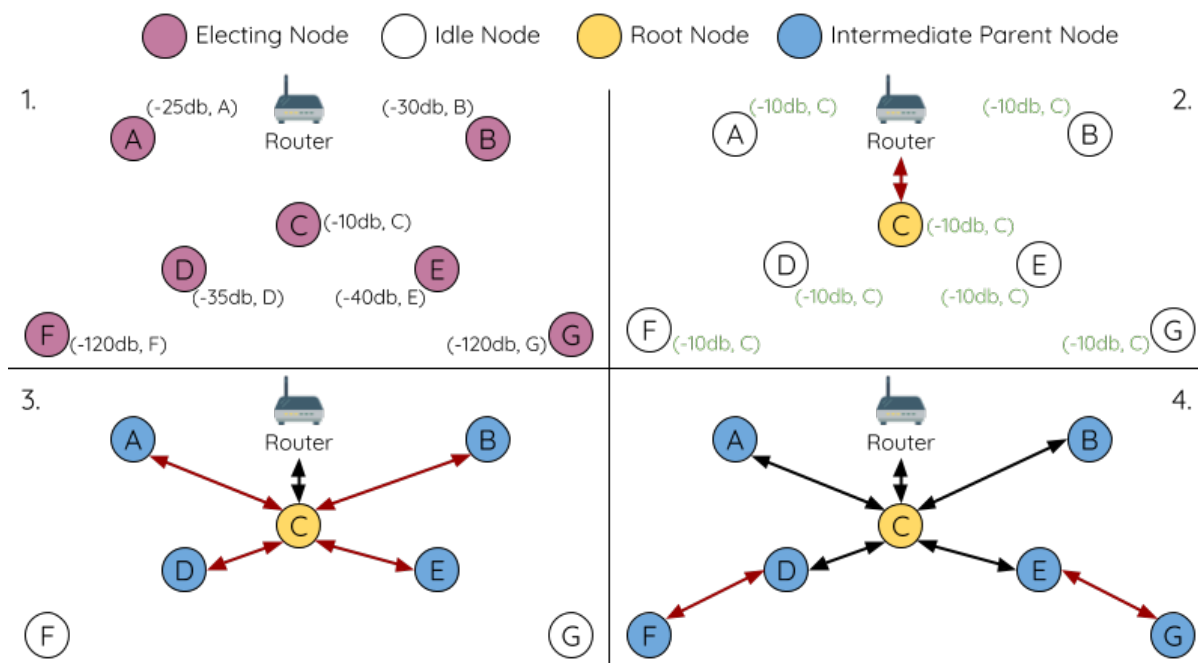 Electing Node Idle Node Root Node Intermediate Parent Node
1.
(-25db, A)
(-30db, B)
A
Router
B
C
(-10db, C)
D
E
(-35db, D)
(-40db, E)
F
(-120db, F)
(-120db, G)
G
2.
(-10db, C)
(-10db, C)
A
Router
B
C
(-10db, C)
D
E
(-10db, C)
(-10db, C)
F
(-10db, C)
(-10db, C)
G
3.
A
Router
B
C
D
E
F
G
4.
A
Router
B
C
D
E
F
G